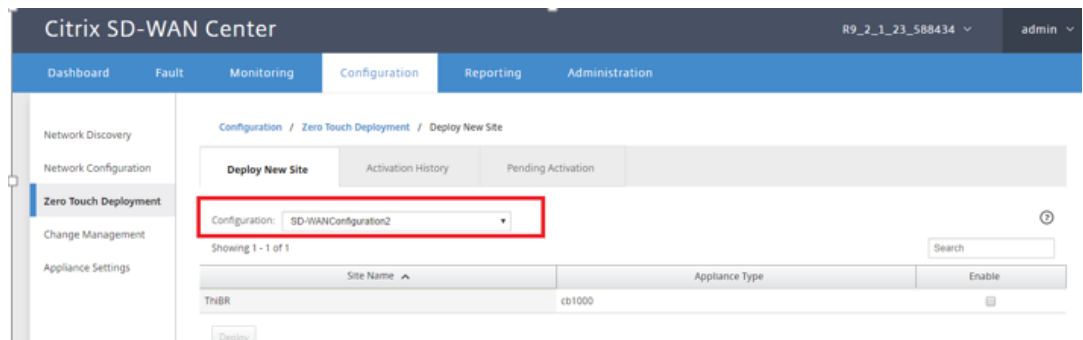 Citrix SD-WAN Center R9_2_1_23_588434 admin
Dashboard Fault Monitoring Configuration Reporting Administration
Network Discovery
Network Configuration
Zero Touch Deployment
Change Management
Appliance Settings
Configuration / Zero Touch Deployment / Deploy New Site
Deploy New Site Activation History Pending Activation
Configuration: SD-WANConfiguration2
Showing 1 - 1 of 1 Search
Site Name Appliance Type Enable
ThiBR cb1000
Deploy